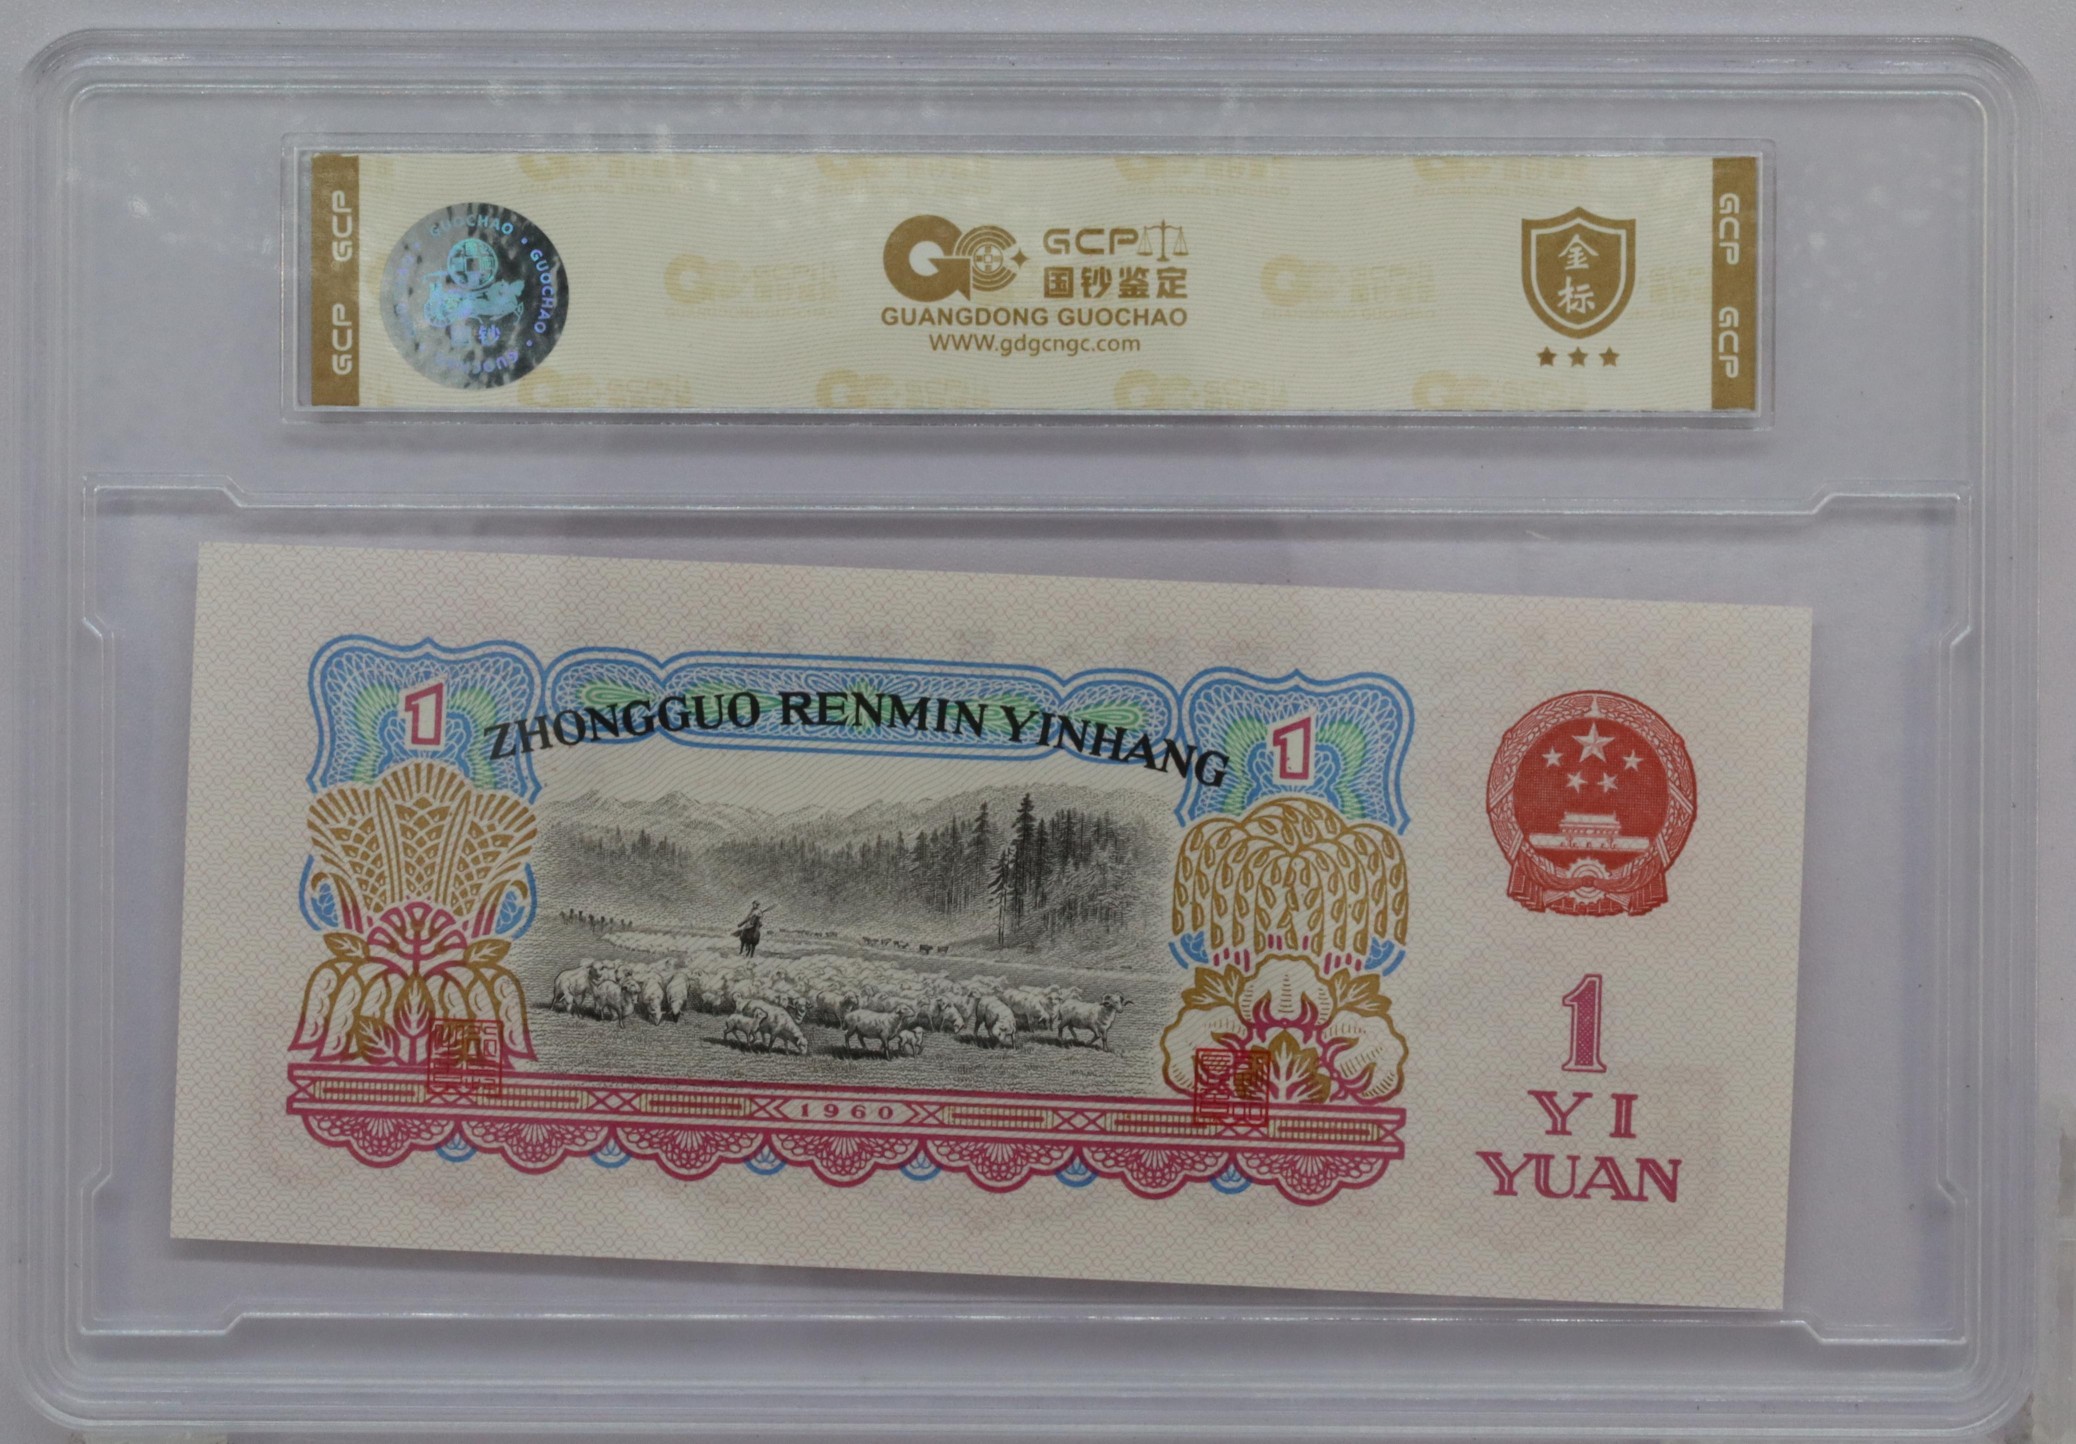 GCP GCP
GUOCHAO · GUOCHAO ·
GC GCP
国钞鉴定
GUANGDONG GUOCHAO
WWW.gdgcngc.com
金标
GCP GCP
1 ZHONGGUO RENMIN YINHANG 1
1960
1
YI
YUAN